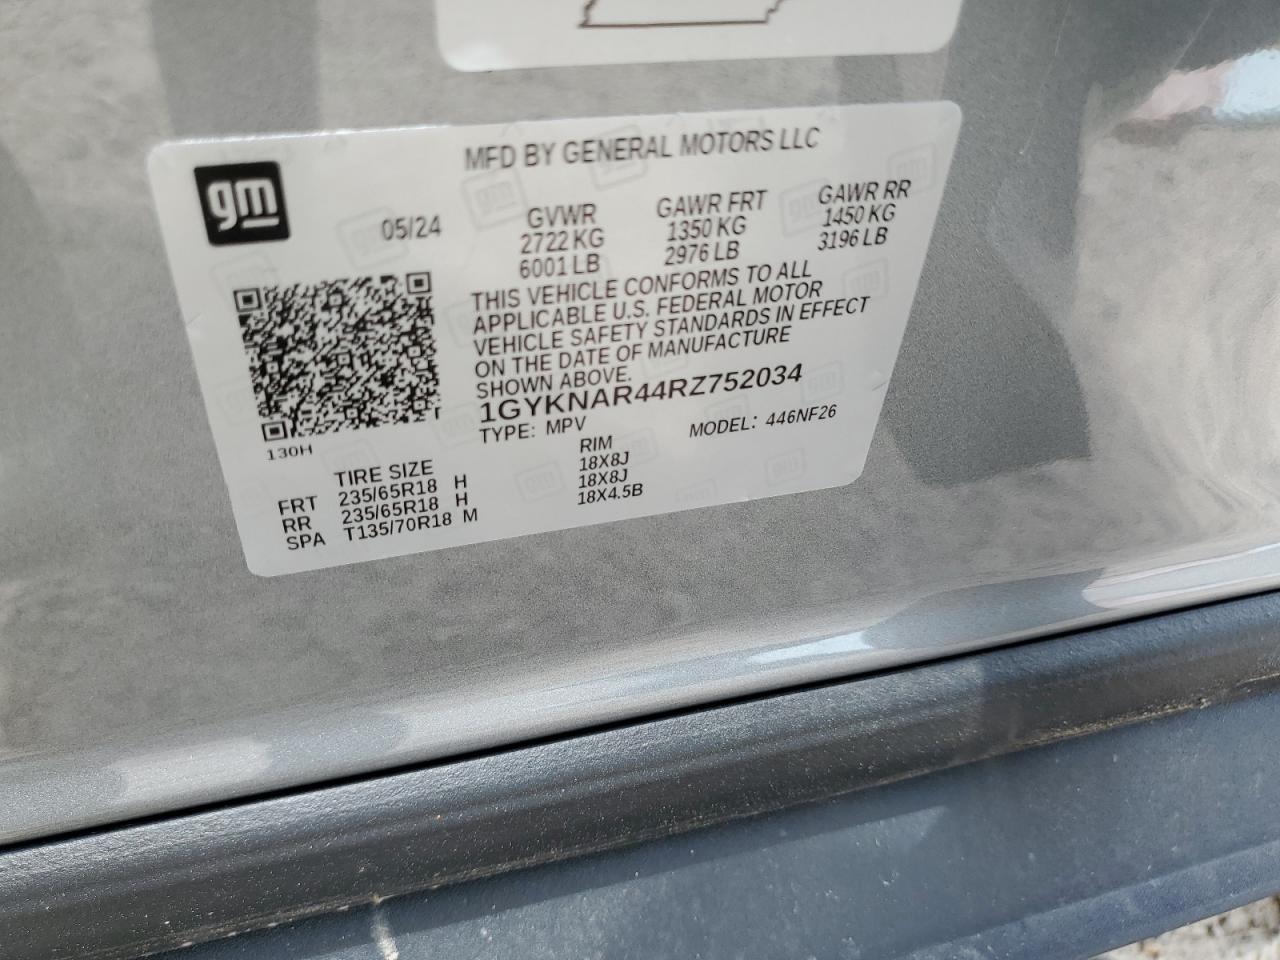 MFD BY GENERAL MOTORS LLC
gm
05/24
GVWR GAWR FRT GAWR RR
2722 KG 1350 KG 1450 KG
6001 LB 2976 LB 3196 LB
THIS VEHICLE CONFORMS TO ALL
APPLICABLE U.S. FEDERAL MOTOR
VEHICLE SAFETY STANDARDS IN EFFECT
ON THE DATE OF MANUFACTURE
SHOWN ABOVE.
1GYKNAR44RZ752034
TYPE: MPV MODEL: 446NF26
130H
TIRE SIZE RIM
FRT 235/65R18 H 18X8J
RR 235/65R18 H 18X8J
SPA T135/70R18 M 18X4.5B